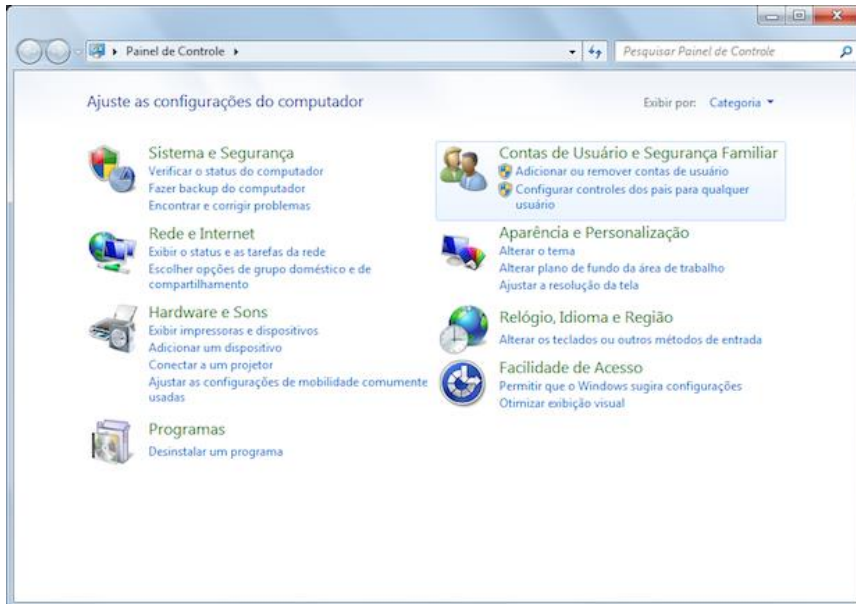 Painel de Controle
Pesquisar Painel de Controle
Ajuste as configurações do computador
Exibir por: Categoria
Sistema e Segurança
Verificar o status do computador
Fazer backup do computador
Encontrar e corrigir problemas
Rede e Internet
Exibir o status e as tarefas da rede
Escolher opções de grupo doméstico e de
compartilhamento
Hardware e Sons
Exibir impressoras e dispositivos
Adicionar um dispositivo
Conectar a um projetor
Ajustar as configurações de mobilidade comumente
usadas
Programas
Desinstalar um programa
Contas de Usuário e Segurança Familiar
Adicionar ou remover contas de usuário
Configurar controles dos pais para qualquer
usuário
Aparência e Personalização
Alterar o tema
Alterar plano de fundo da área de trabalho
Ajustar a resolução da tela
Relógio, Idioma e Região
Alterar os teclados ou outros métodos de entrada
Facilidade de Acesso
Permitir que o Windows sugira configurações
Otimizar exibição visual